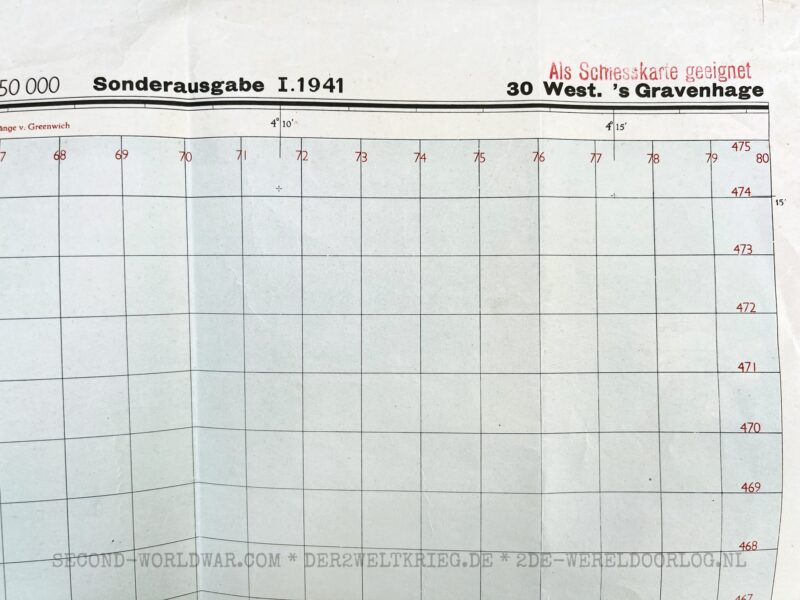 Als Schiesskarte geeignet
50 000 Sonderausgabe I.1941 30 West. 's Gravenhage
änge v. Greenwich 4° 10' 4° 15'
7 68 69 70 71 72 73 74 75 76 77 78 79 80
475
474
15'
473
472
471
470
469
468
467
SECOND-WORLDWAR.COM * DER2WELTKRIEG.DE * 2DE-WERELDOORLOG.NL